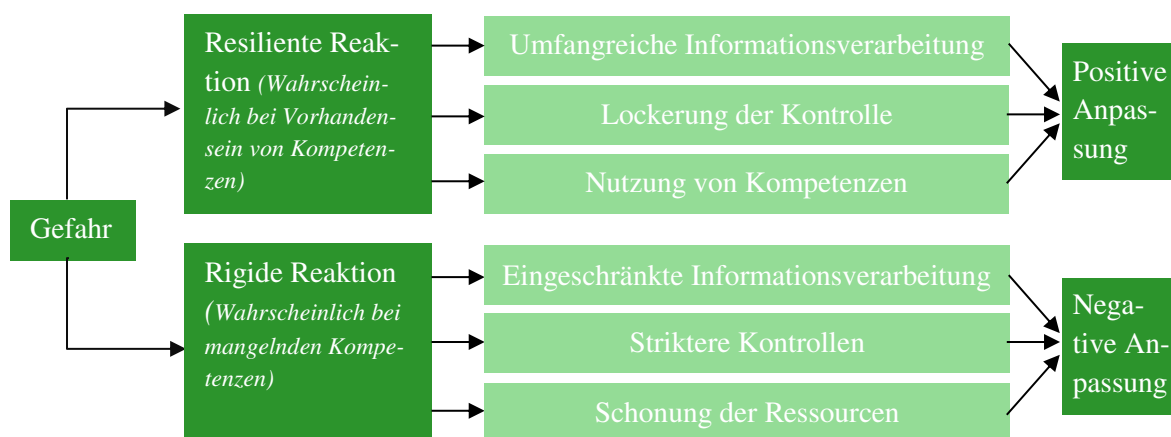 Gefahr
Resiliente Reak-
tion (Wahrschein-
lich bei Vorhanden-
sein von Kompeten-
zen)
Umfangreiche Informationsverarbeitung
Lockerung der Kontrolle
Nutzung von Kompetenzen
Positive
Anpas-
sung
Rigide Reaktion
(Wahrscheinlich bei
mangelnden Kompe-
tenzen)
Eingeschränkte Informationsverarbeitung
Striktere Kontrollen
Schonung der Ressourcen
Nega-
tive An-
passung